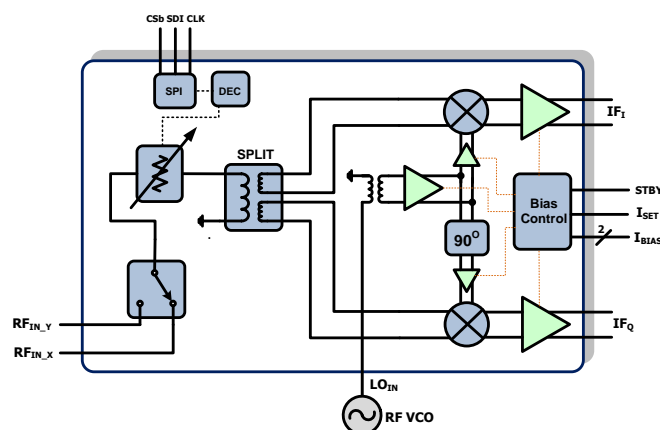 CSb SDI CLK
SPI
DEC
SPLIT
IF_I
STBY
Bias
Control
I_SET
2
I_BIAS
90^O
RF_IN_Y
RF_IN_X
IF_Q
LO_IN
RF VCO